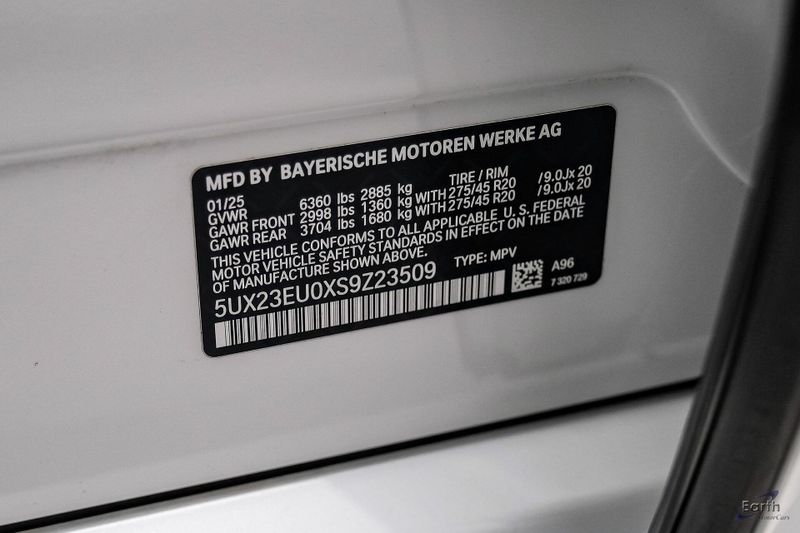 MFD BY BAYERISCHE MOTOREN WERKE AG
01/25 TIRE / RIM
GVWR 6360 lbs 2885 kg
GAWR FRONT 2998 lbs 1360 kg WITH 275/45 R20 /9.0Jx 20
GAWR REAR 3704 lbs 1680 kg WITH 275/45 R20 /9.0Jx 20
THIS VEHICLE CONFORMS TO ALL APPLICABLE U. S. FEDERAL
MOTOR VEHICLE SAFETY STANDARDS IN EFFECT ON THE DATE
OF MANUFACTURE SHOWN ABOVE.
5UX23EU0XS9Z23509 TYPE: MPV
A96
7 320 729
Earth
MotorCars